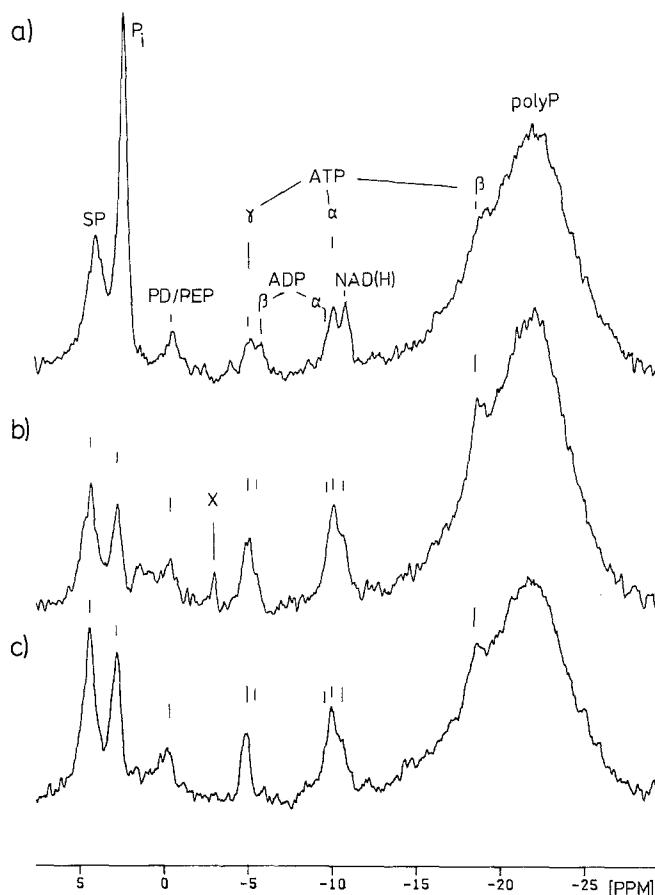 a)
Pi
polyP
ATP
β
SP
γ
α
PD/PEP
ADP
NAD(H)
β
α
b)
X
c)
5 0 -5 -10 -15 -20 -25 [PPM]